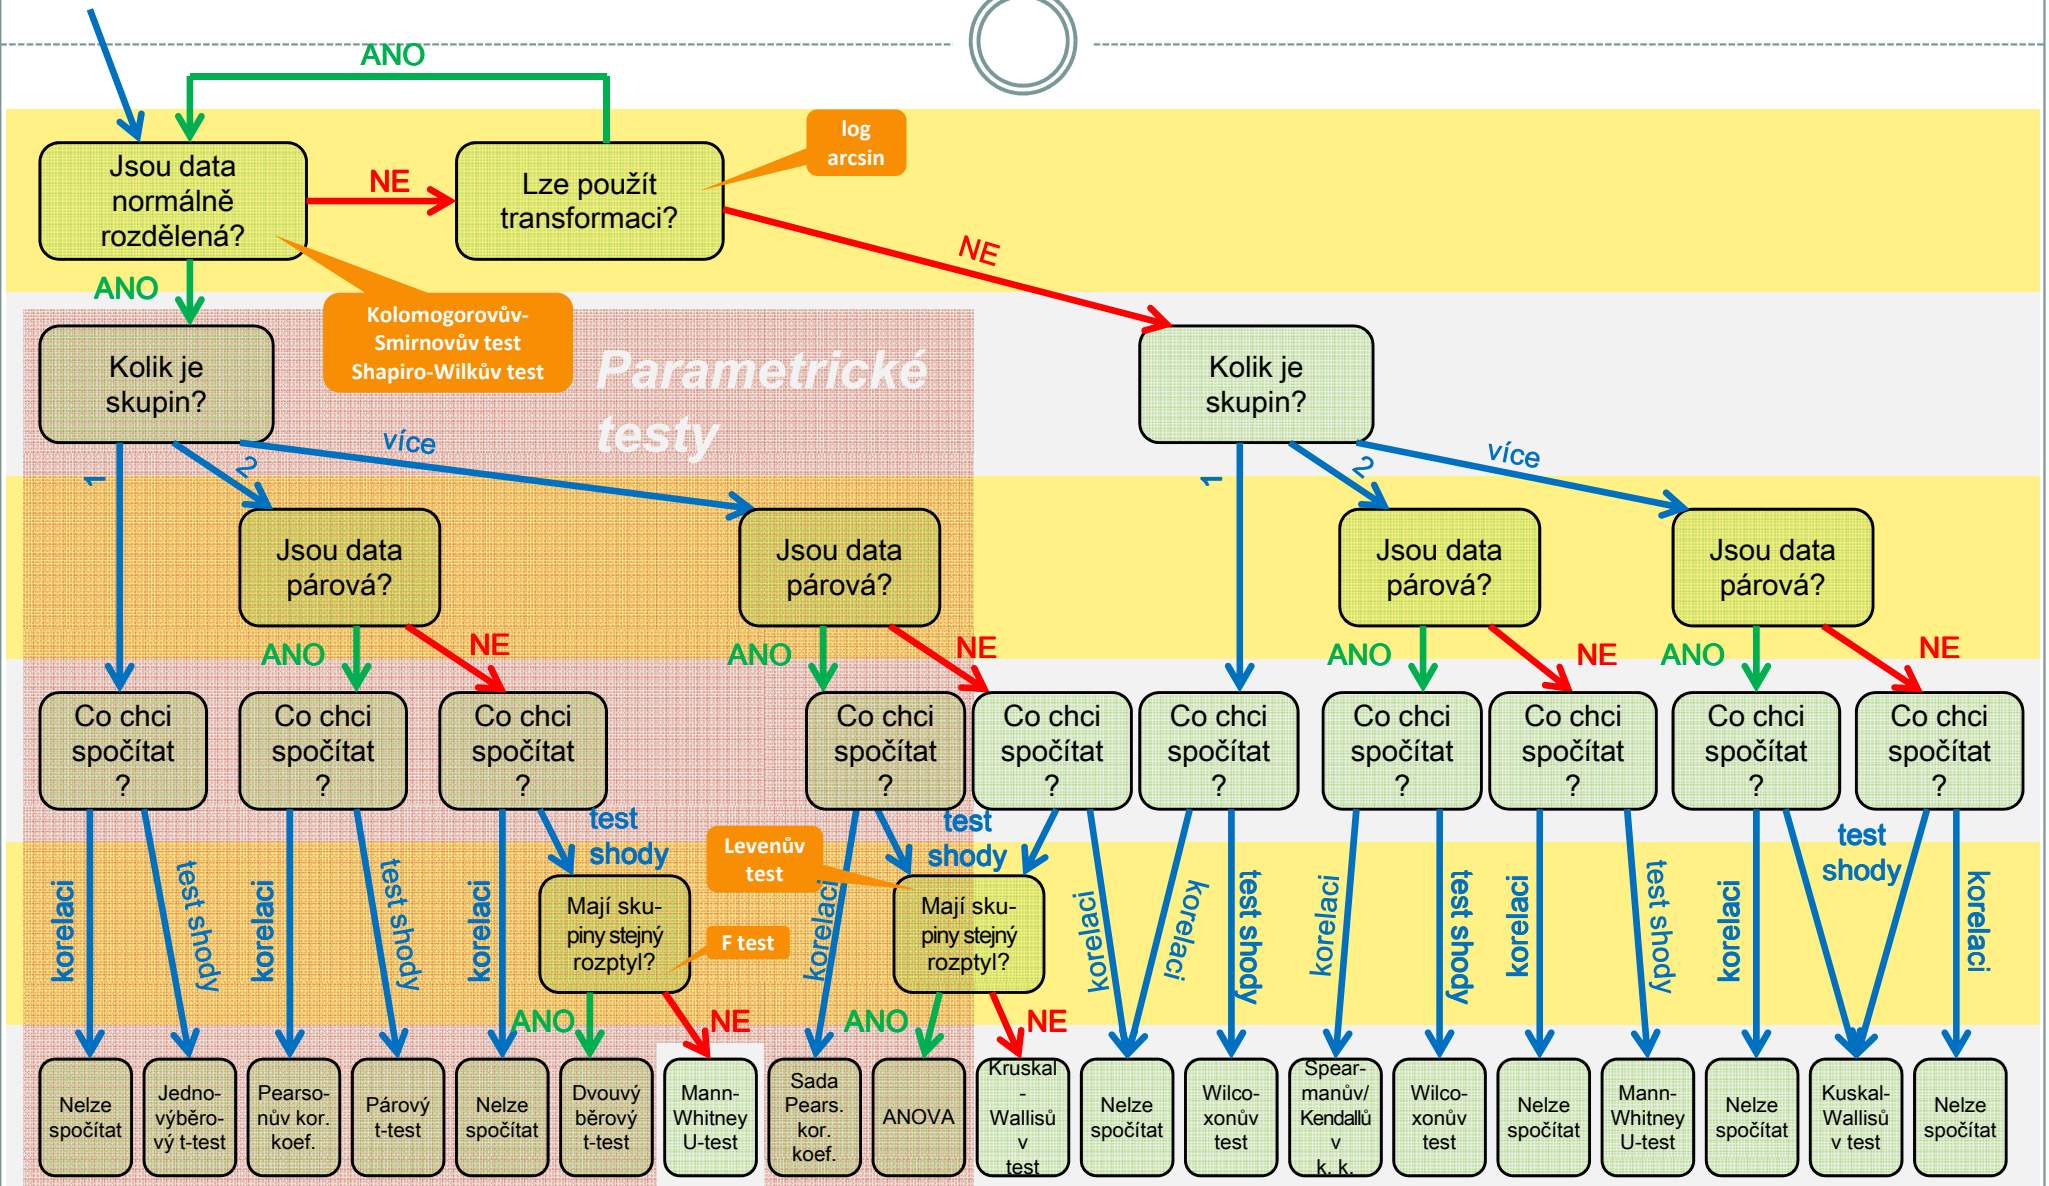 ANO
log
arcsin
Jsou data
normálně
rozdělená?
NE
Lze použít
transformaci?
NE
ANO
Kolomogorovův-
Smirnovův test
Shapiro-Wilkův test
Parametrické
testy
Kolik je
skupin?
Kolik je
skupin?
1
2
více
1
2
více
Jsou data
párová?
Jsou data
párová?
Jsou data
párová?
Jsou data
párová?
ANO
NE
ANO
NE
ANO
NE
ANO
NE
Co chci
spočítat
?
Co chci
spočítat
?
Co chci
spočítat
?
Co chci
spočítat
?
Co chci
spočítat
?
Co chci
spočítat
?
Co chci
spočítat
?
Co chci
spočítat
?
Co chci
spočítat
?
Co chci
spočítat
?
korelaci
test shody
korelaci
test shody
korelaci
test
shody
Levenův
test
korelaci
test
shody
korelaci
korelaci
test shody
korelaci
test shody
korelaci
test shody
korelaci
test
shody
korelaci
Mají sku-
piny stejný
rozptyl?
F test
Mají sku-
piny stejný
rozptyl?
ANO
NE
ANO
NE
Nelze
spočítat
Jedno-
výběro-
vý t-test
Pearso-
nův kor.
koef.
Párový
t-test
Nelze
spočítat
Dvouvý
běrový
t-test
Mann-
Whitney
U-test
Sada
Pears.
kor.
koef.
ANOVA
Kruskal
-
Wallisů
v
test
Nelze
spočítat
Wilco-
xonův
test
Spear-
manův/
Kendallů
v
k. k.
Wilco-
xonův
test
Nelze
spočítat
Mann-
Whitney
U-test
Nelze
spočítat
Kuskal-
Wallisů
v test
Nelze
spočítat